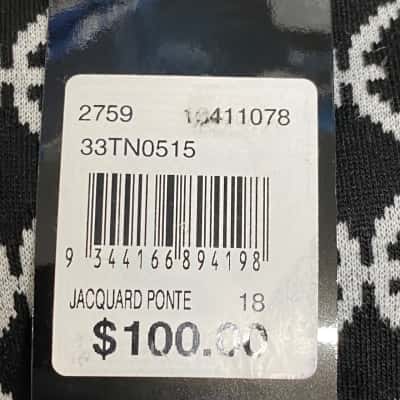 2759 10411078
33TN0515
9 344166 894198
JACQUARD PONTE 18
$100.00